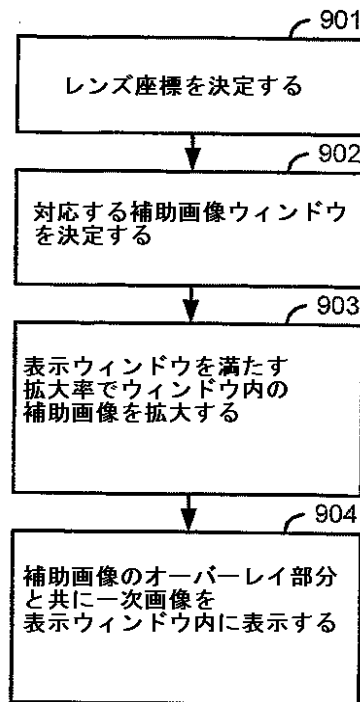 901
レンズ座標を決定する
902
対応する補助画像ウィンドウ
を決定する
903
表示ウィンドウを満たす
拡大率でウィンドウ内の
補助画像を拡大する
904
補助画像のオーバーレイ部分
と共に一次画像を
表示ウィンドウ内に表示する